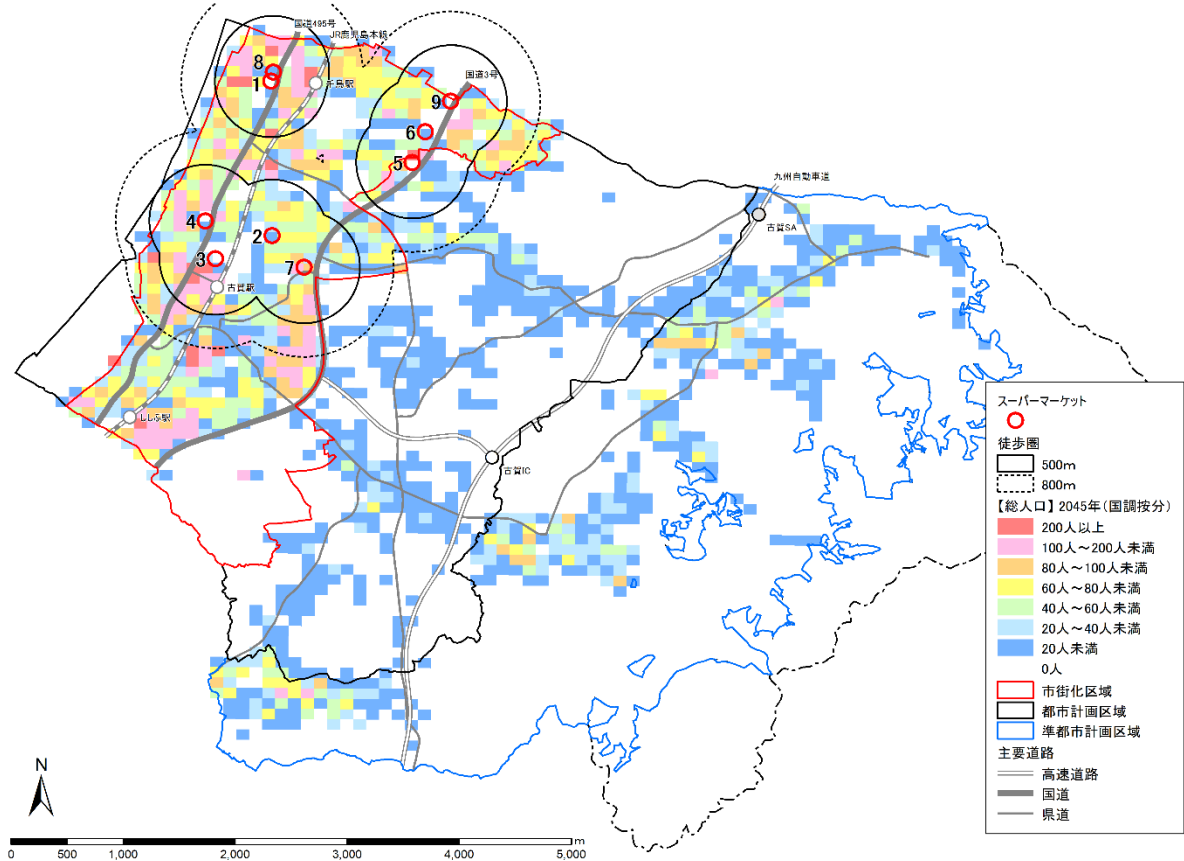 国道495号
JR鹿児島本線
国道3号
8
1
千鳥駅
9
6
5
九州自動車道
古賀SA
4
2
3
7
古賀駅
ししぶ駅
古賀IC
スーパーマーケット
徒歩圏
500m
800m
【総人口】 2045年(国調按分)
200人以上
100人～200人未満
80人～100人未満
60人～80人未満
40人～60人未満
20人～40人未満
20人未満
0人
市街化区域
都市計画区域
準都市計画区域
主要道路
高速道路
国道
県道
N
0 500 1,000 2,000 3,000 4,000 5,000 m